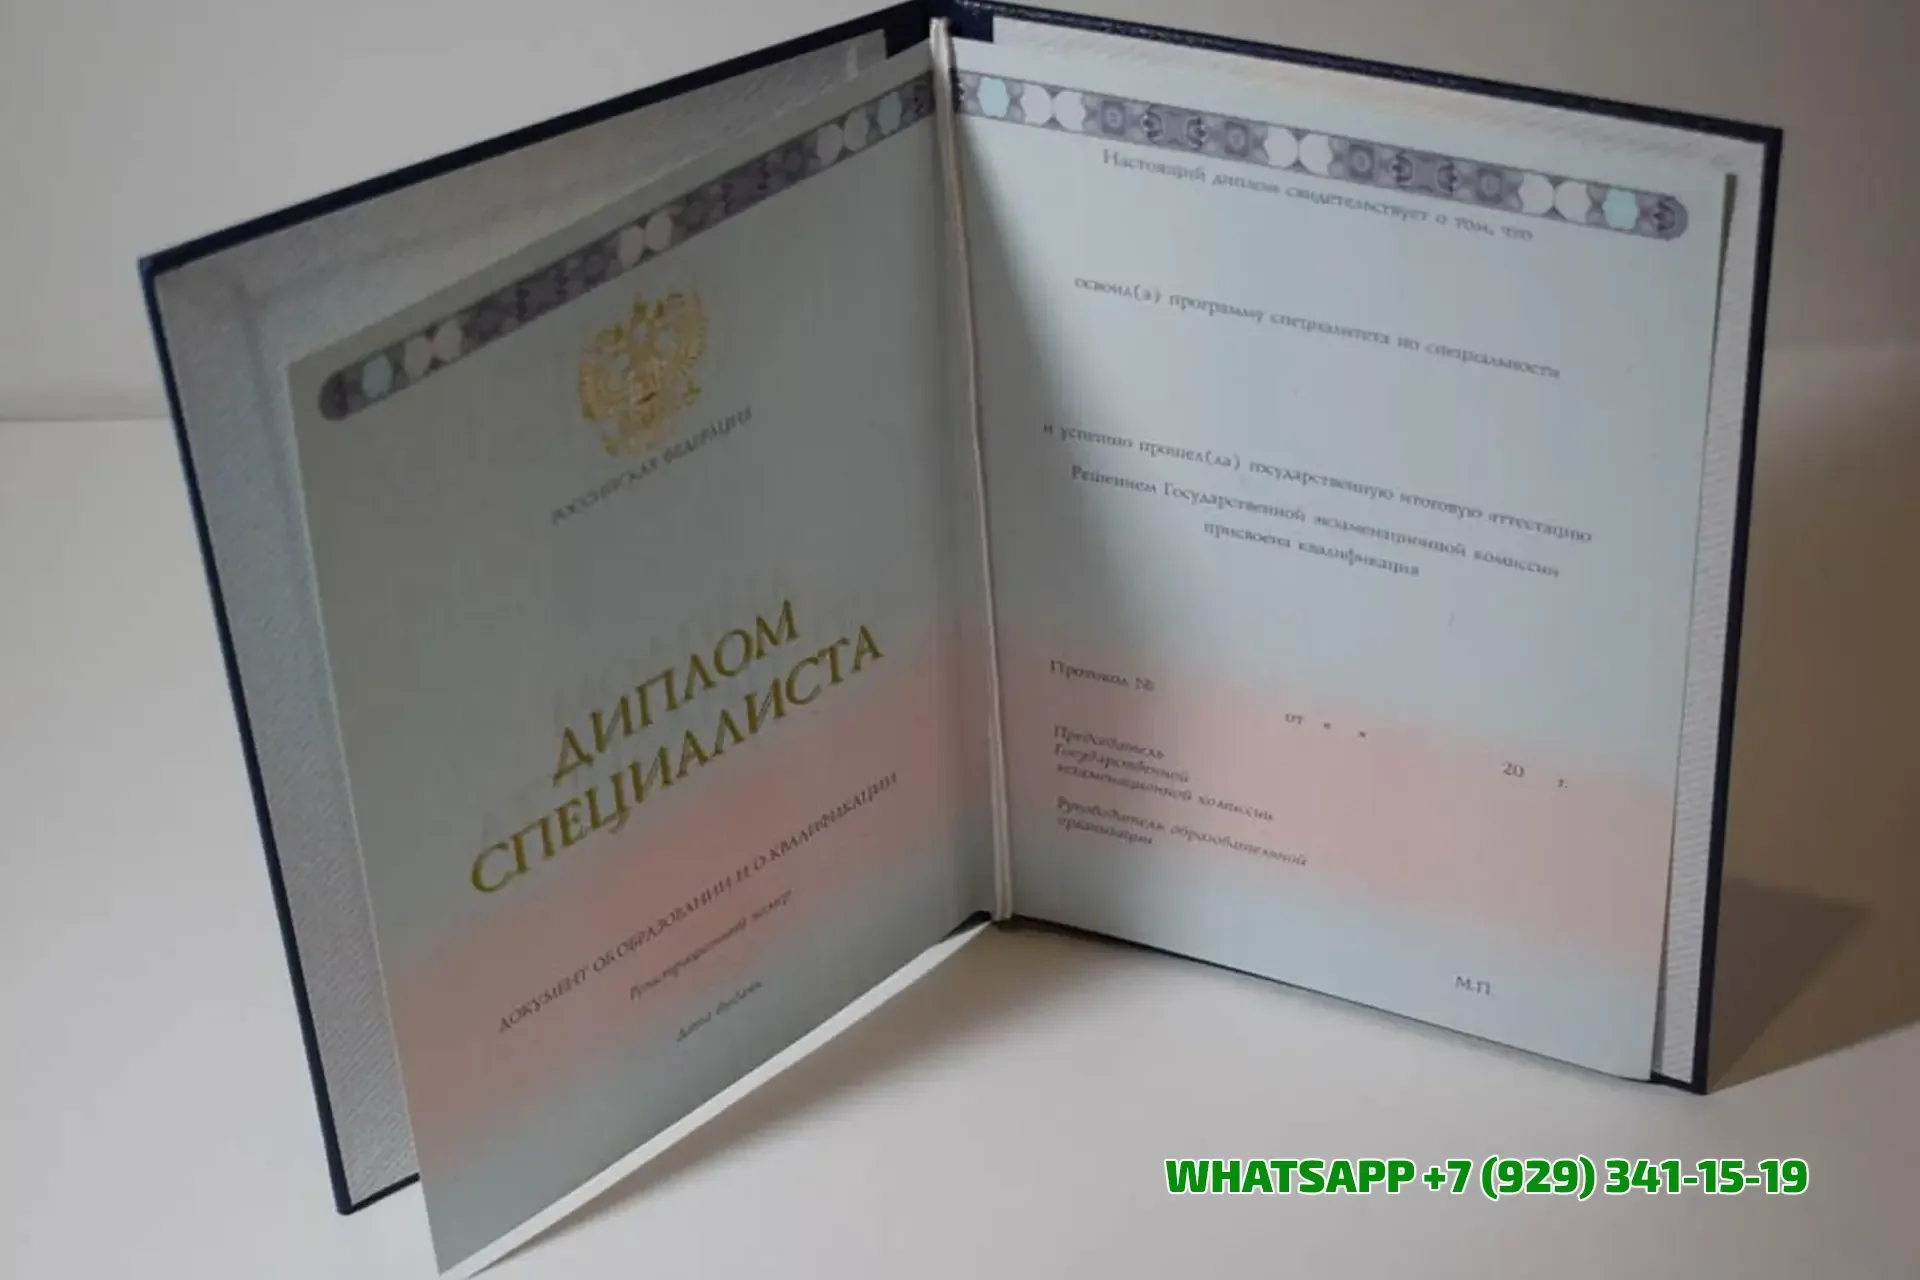 РОССИЙСКАЯ ФЕДЕРАЦИЯ
ДИПЛОМ
СПЕЦИАЛИСТА
ДОКУМЕНТ ОБ ОБРАЗОВАНИИ И О КВАЛИФИКАЦИИ
Регистрационный номер
Дата выдачи
Настоящий диплом свидетельствует о том, что
освоил(а) программу специалитета по специальности
и успешно прошел(ла) государственную итоговую аттестацию
Решением Государственной экзаменационной комиссии
присвоена квалификация
Протокол №
от « » 20 г.
Председатель
Государственной
экзаменационной комиссии
Руководитель образовательной
организации
М.П.
WHATSAPP +7 (929) 341-15-19